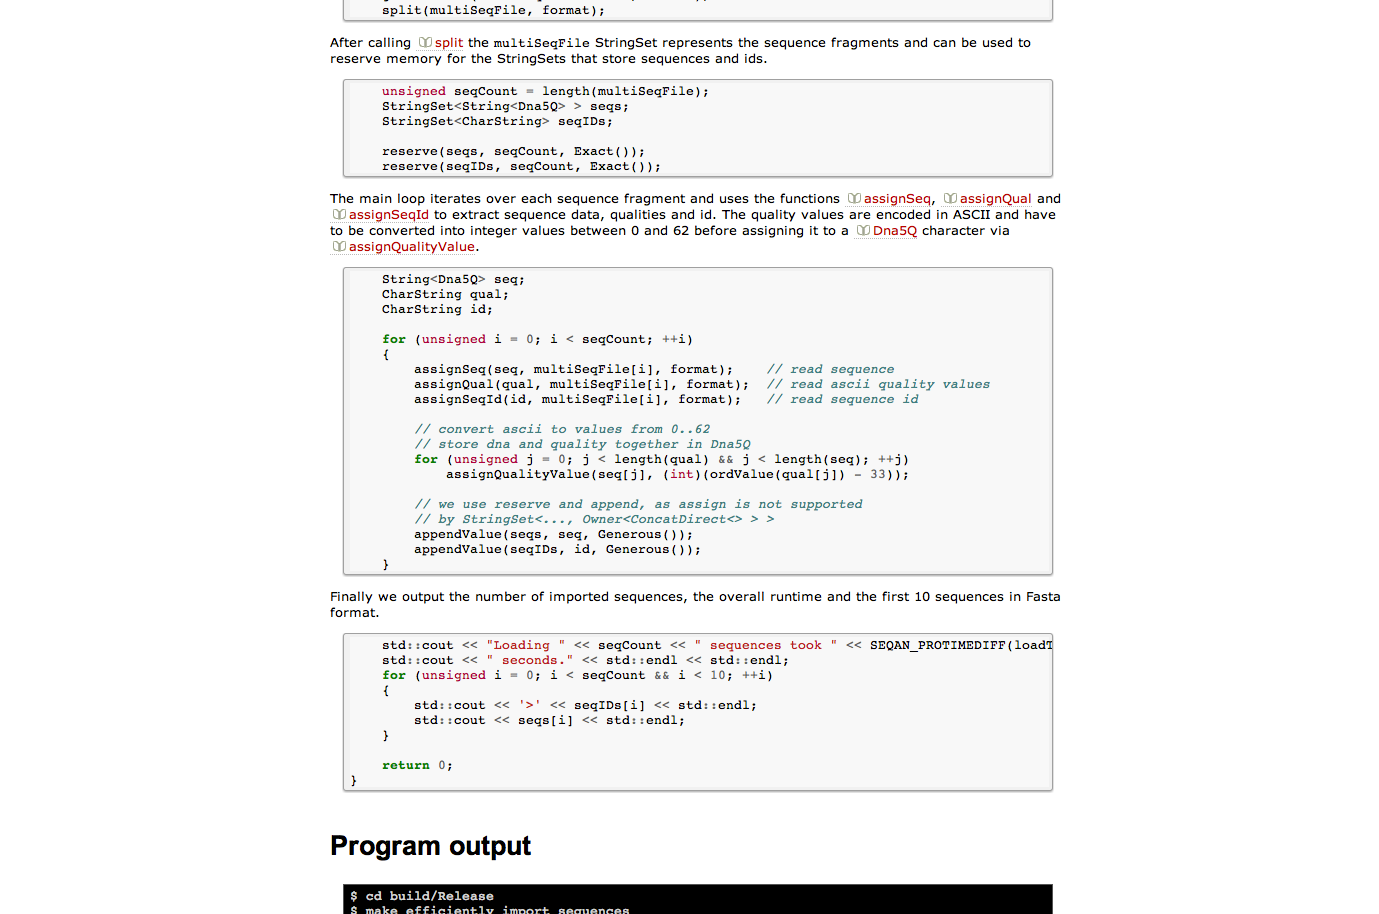 split(multiSeqFile, format);
After calling split the multiSeqFile StringSet represents the sequence fragments and can be used to
reserve memory for the StringSets that store sequences and ids.
unsigned seqCount = length(multiSeqFile);
StringSet<String<Dna5Q> > seqs;
StringSet<CharString> seqIDs;
reserve(seqs, seqCount, Exact());
reserve(seqIDs, seqCount, Exact());
The main loop iterates over each sequence fragment and uses the functions assignSeq, assignQual and
assignSeqId to extract sequence data, qualities and id. The quality values are encoded in ASCII and have
to be converted into integer values between 0 and 62 before assigning it to a Dna5Q character via
assignQualityValue.
String<Dna5Q> seq;
CharString qual;
CharString id;
for (unsigned i = 0; i < seqCount; ++i)
{
assignSeq(seq, multiSeqFile[i], format);    // read sequence
assignQual(qual, multiSeqFile[i], format);  // read ascii quality values
assignSeqId(id, multiSeqFile[i], format);   // read sequence id
// convert ascii to values from 0..62
// store dna and quality together in Dna5Q
for (unsigned j = 0; j < length(qual) && j < length(seq); ++j)
assignQualityValue(seq[j], (int)(ordValue(qual[j]) - 33));
// we use reserve and append, as assign is not supported
// by StringSet<..., Owner<ConcatDirect<> > >
appendValue(seqs, seq, Generous());
appendValue(seqIDs, id, Generous());
}
Finally we output the number of imported sequences, the overall runtime and the first 10 sequences in Fasta
format.
std::cout << "Loading " << seqCount << " sequences took " << SEQAN_PROTIMEDIFF(loadT
std::cout << " seconds." << std::endl << std::endl;
for (unsigned i = 0; i < seqCount && i < 10; ++i)
{
std::cout << '>' << seqIDs[i] << std::endl;
std::cout << seqs[i] << std::endl;
}
return 0;
}
Program output
$ cd build/Release
$ make efficiently_import_sequences